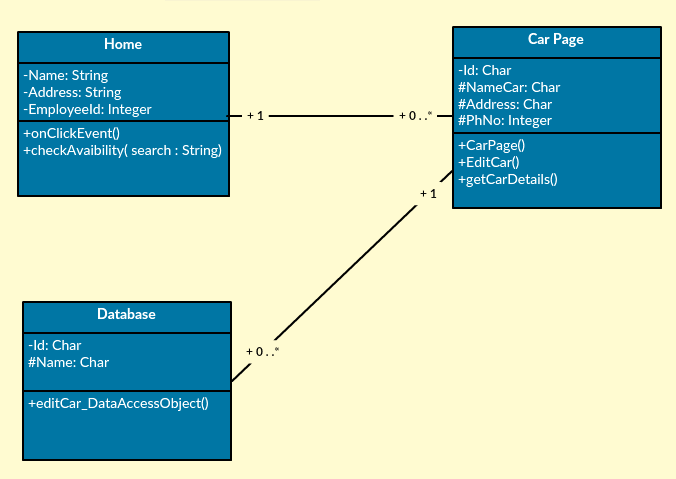 Home
-Name: String
-Address: String
-EmployeeId: Integer
+onClickEvent()
+checkAvaibility( search : String)
+ 1
+ 0 . .*
Car Page
-Id: Char
#NameCar: Char
#Address: Char
#PhNo: Integer
+CarPage()
+EditCar()
+getCarDetails()
+ 1
+ 0 . .*
Database
-Id: Char
#Name: Char
+editCar_DataAccessObject()